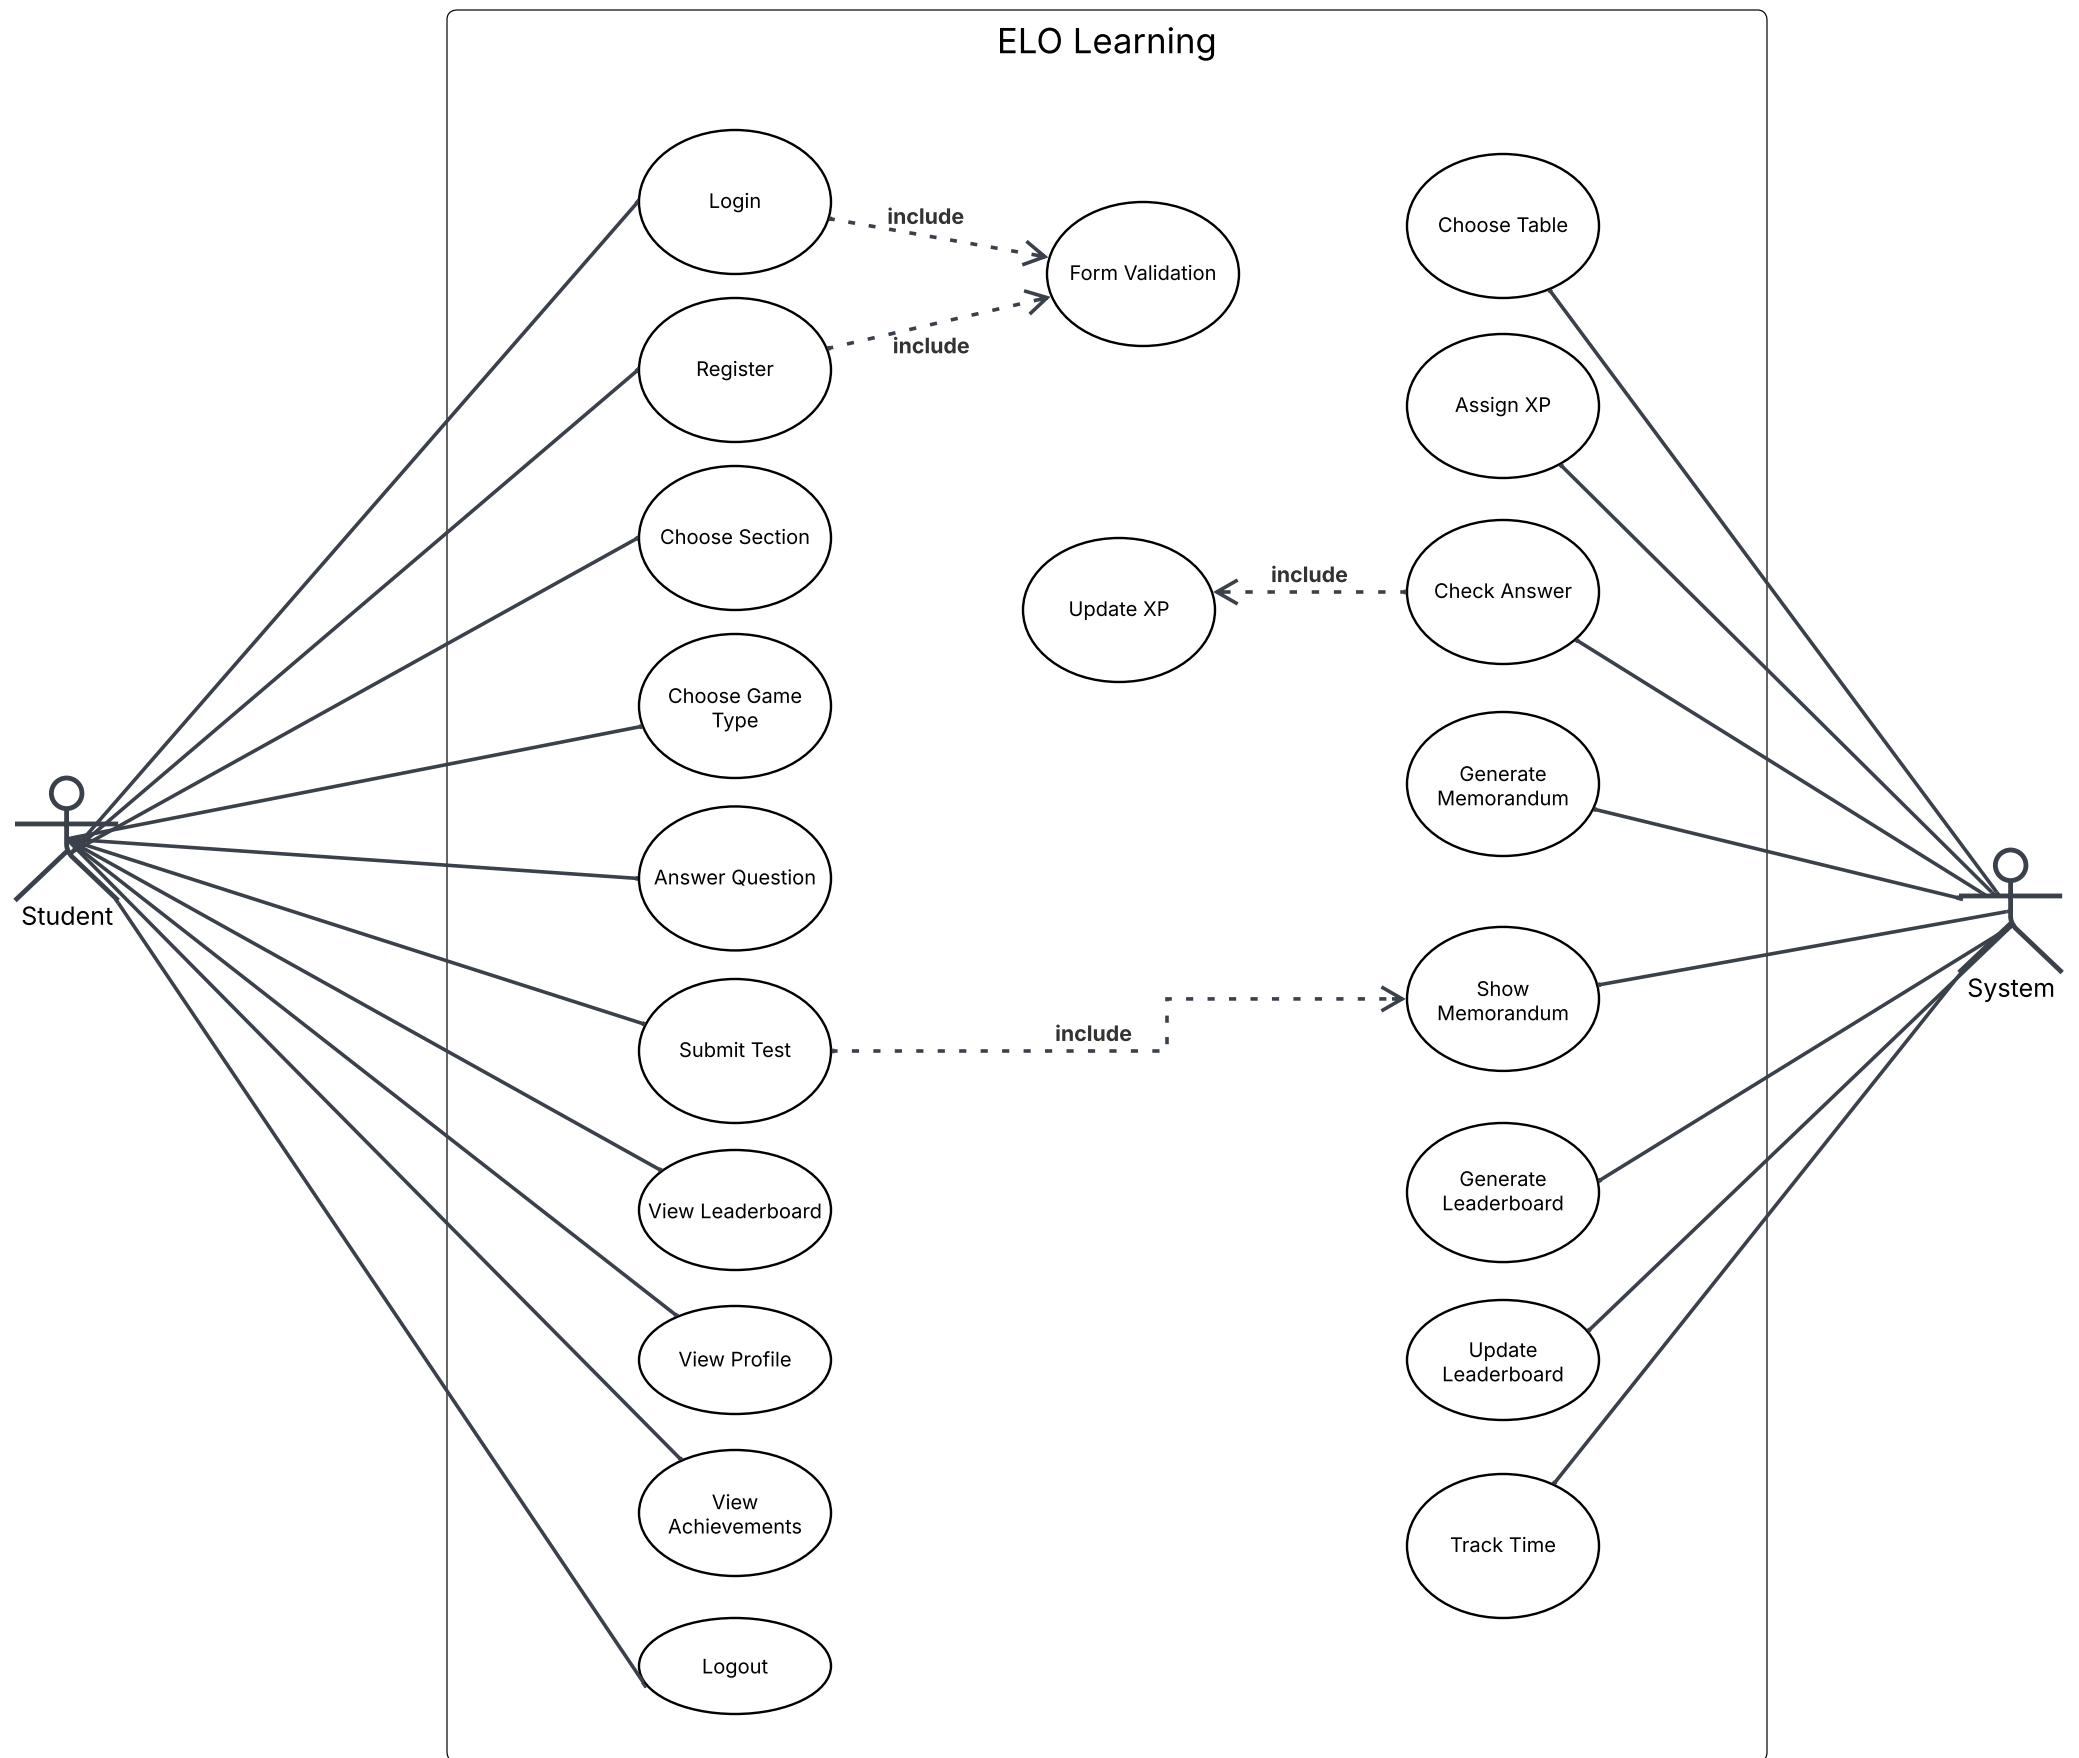 ELO Learning
Login
include
Form Validation
Register
include
Choose Section
Choose Game
Type
Answer Question
Submit Test
include
View Leaderboard
View Profile
View
Achievements
Logout
Student
Update XP
include
Choose Table
Assign XP
Check Answer
Generate
Memorandum
Show
Memorandum
Generate
Leaderboard
Update
Leaderboard
Track Time
System